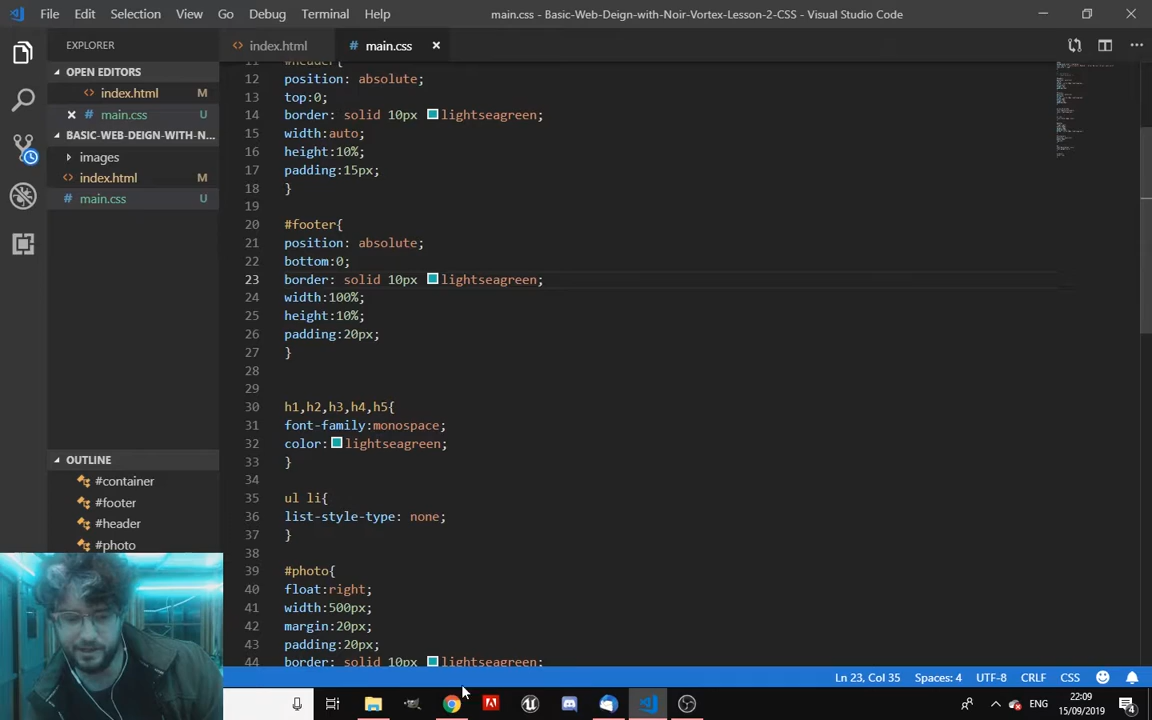 File Edit Selection View Go Debug Terminal Help
main.css - Basic-Web-Deign-with-Noir-Vortex-Lesson-2-CSS - Visual Studio Code
EXPLORER
OPEN EDITORS
index.html M
main.css U
BASIC-WEB-DEIGN-WITH-N...
images
index.html M
main.css U
OUTLINE
#container
#footer
#header
#photo
index.html
main.css
11 #header{
12 position: absolute;
13 top:0;
14 border: solid 10px lightseagreen;
15 width:auto;
16 height:10%;
17 padding:15px;
18 }
19
20 #footer{
21 position: absolute;
22 bottom:0;
23 border: solid 10px lightseagreen;
24 width:100%;
25 height:10%;
26 padding:20px;
27 }
28
29
30 h1,h2,h3,h4,h5{
31 font-family:monospace;
32 color: lightseagreen;
33 }
34
35 ul li{
36 list-style-type: none;
37 }
38
39 #photo{
40 float:right;
41 width:500px;
42 margin:20px;
43 padding:20px;
44 border: solid 10px lightseagreen;
Ln 23, Col 35 Spaces: 4 UTF-8 CRLF CSS
ENG
22:09
15/09/2019
4